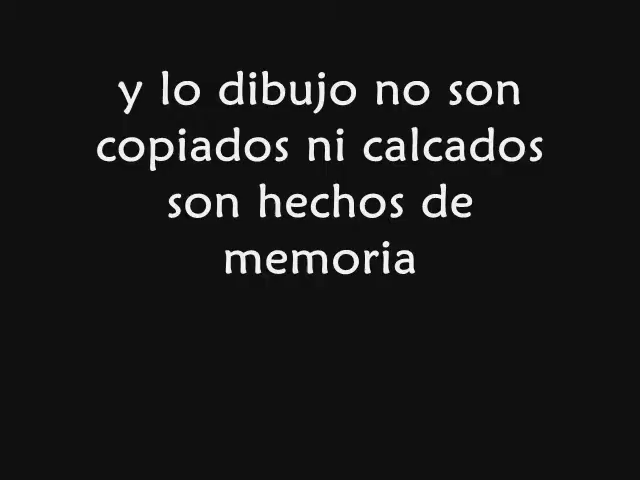 y lo dibujo no son
copiados ni calcados
son hechos de
memoria